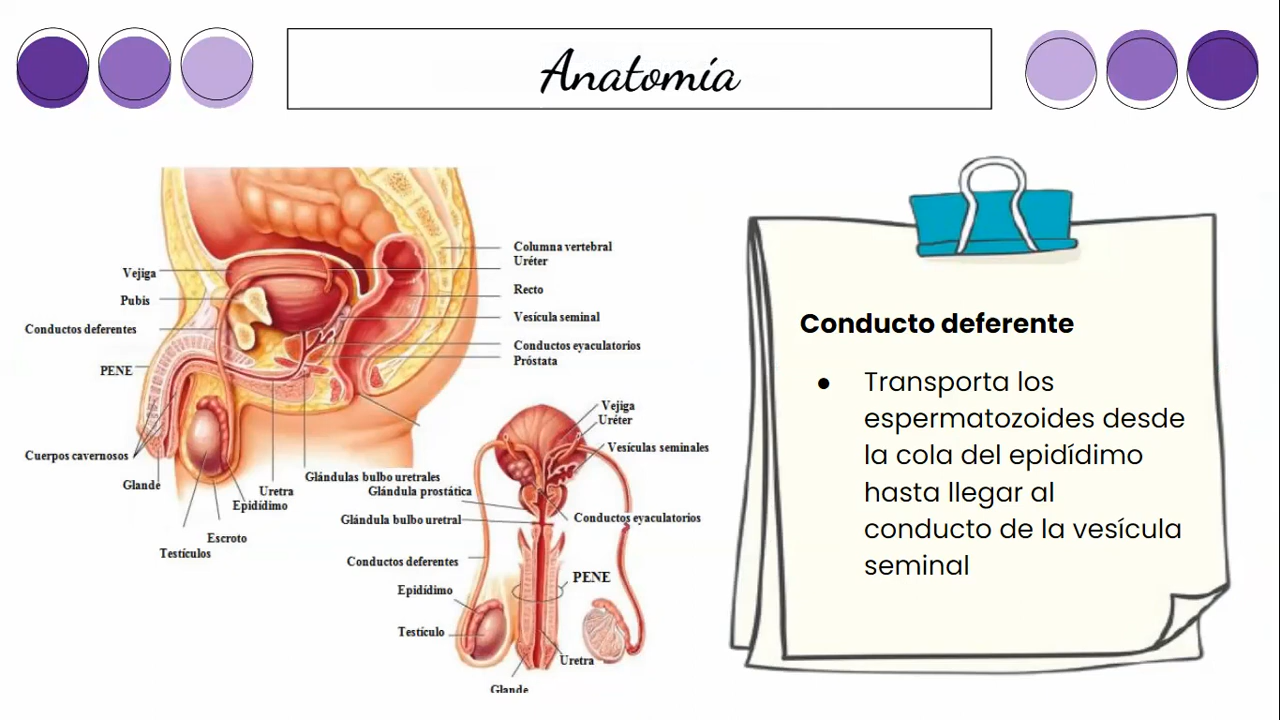 Anatomía
Columna vertebral
Uréter
Recto
Vesícula seminal
Conductos eyaculatorios
Próstata
Vejiga
Pubis
Conductos deferentes
PENE
Cuerpos cavernosos
Glande
Testículos
Escroto
Epidídimo
Uretra
Glándulas bulbo uretrales
Vejiga
Uréter
Vesículas seminales
Glándula prostática
Glándula bulbo uretral
Conductos eyaculatorios
Conductos deferentes
PENE
Epidídimo
Testículo
Uretra
Glande
Conducto deferente
● Transporta los
espermatozoides desde
la cola del epidídimo
hasta llegar al
conducto de la vesícula
seminal